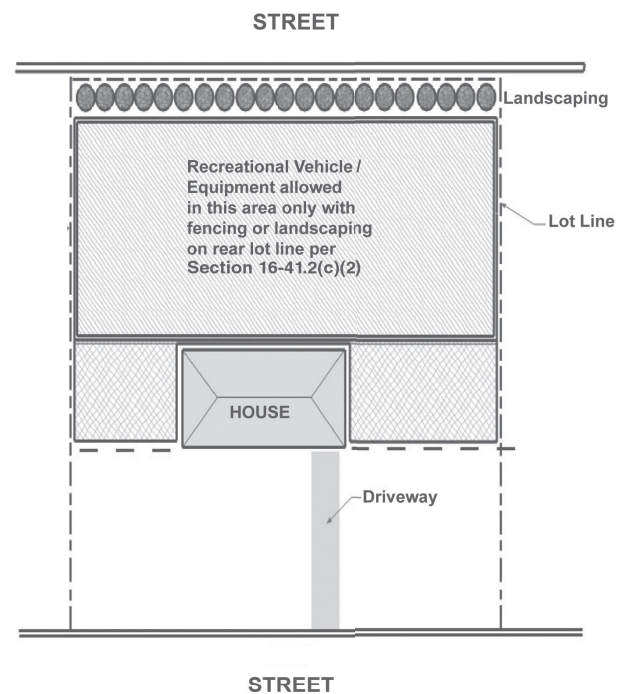 STREET
Landscaping
Recreational Vehicle /
Equipment allowed
in this area only with
fencing or landscaping
on rear lot line per
Section 16-41.2(c)(2)
Lot Line
HOUSE
Driveway
STREET